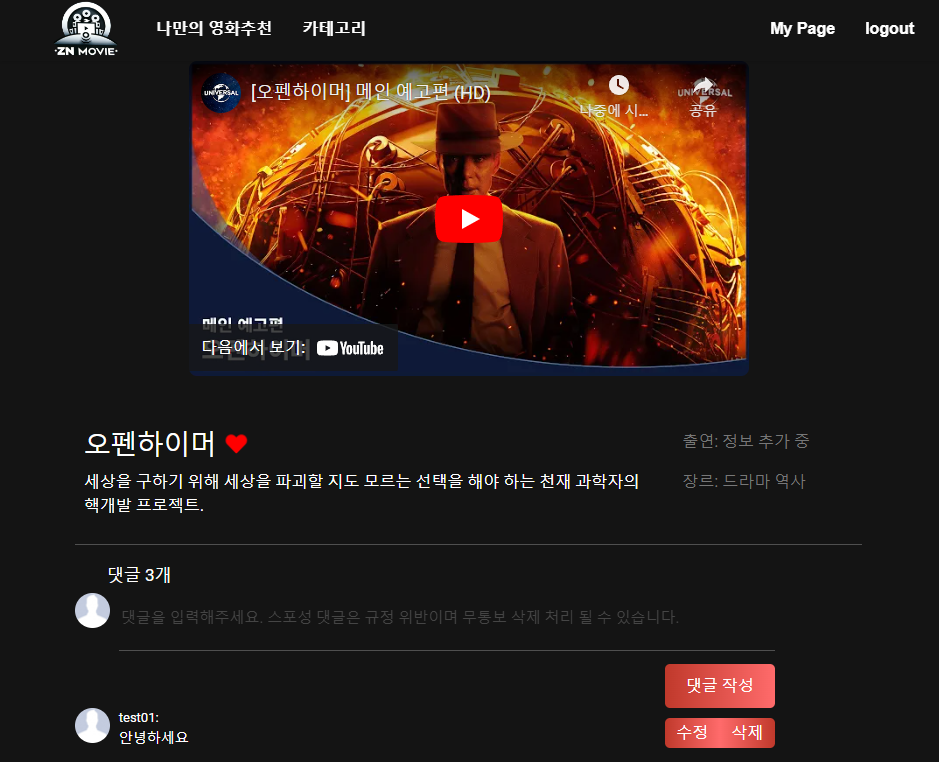 ·ZN MOVIE·
나만의 영화추천 카테고리 My Page logout
UNIVERSAL [오펜하이머] 메인 예고편 (HD) 나중에 시... 공유 UNIVERSAL
메인 예고편
오펜하이머
다음에서 보기: YouTube
오펜하이머
세상을 구하기 위해 세상을 파괴할 지도 모르는 선택을 해야 하는 천재 과학자의
핵개발 프로젝트.
출연: 정보 추가 중
장르: 드라마 역사
댓글 3개
댓글을 입력해주세요. 스포성 댓글은 규정 위반이며 무통보 삭제 처리 될 수 있습니다.
댓글 작성
test01:
안녕하세요
수정 삭제